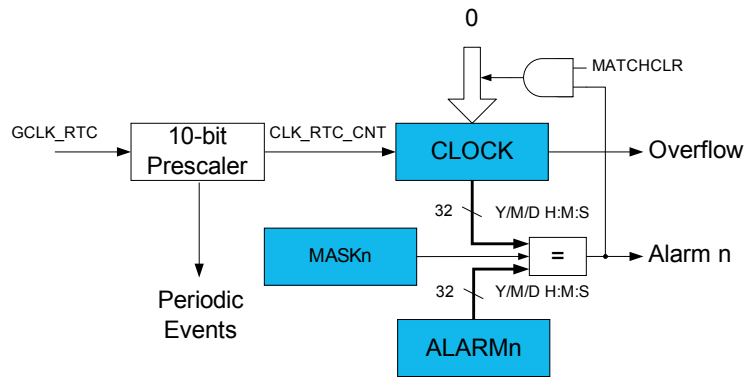 0
MATCHCLR
GCLK_RTC
10-bit
Prescaler
CLK_RTC_CNT
CLOCK
Overflow
32
Y/M/D H:M:S
MASKn
=
Alarm n
Periodic
Events
32
Y/M/D H:M:S
ALARMn